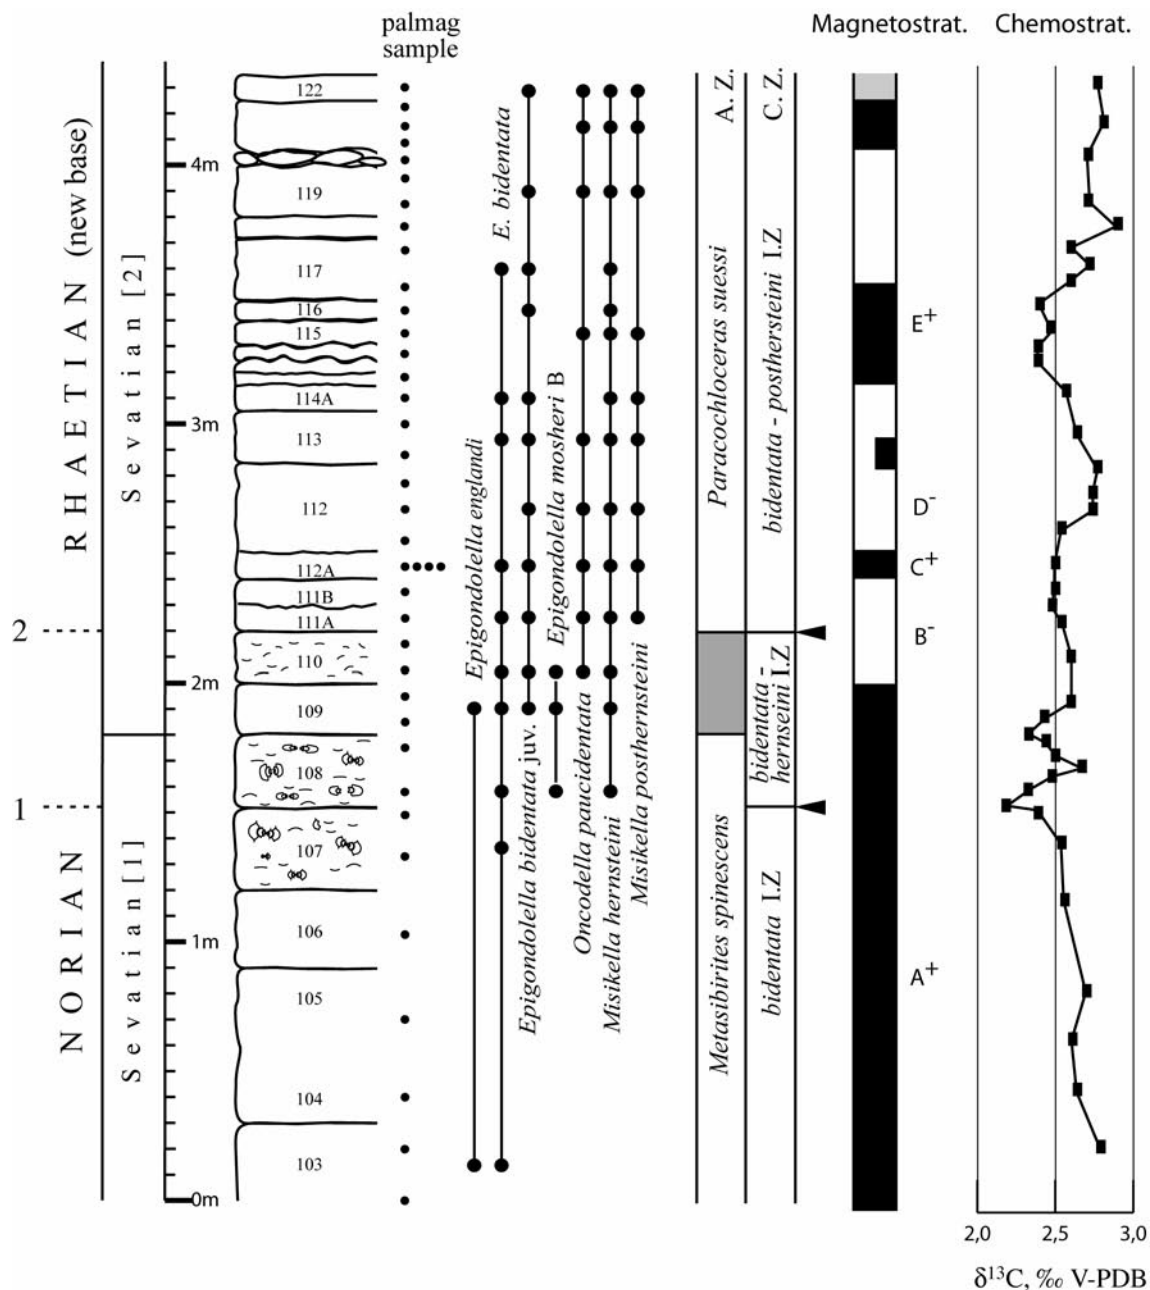 palmag
sample
Magnetostrat.
Chemostrat.
RHAETIAN (new base)
NORIAN
Sevatian [2]
Sevatian [1]
2
1
4m
3m
2m
1m
0m
122
119
117
116
115
114A
113
112
112A
111B
111A
110
109
108
107
106
105
104
103
Epigondolella englandi
E. bidentata
Epigondolella bidentata juv.
Epigondolella mosheri B
Oncodella paucidentata
Misikella hernsteini
Misikella posthernsteini
A. Z.
C. Z.
Paracochloceras suessi
Metasibirites spinescens
bidentata - posthersteini I.Z
bidentata -
hernseini I.Z
bidentata I.Z
E+
D-
C+
B-
A+
2,0
2,5
3,0
δ13C, ‰ V-PDB